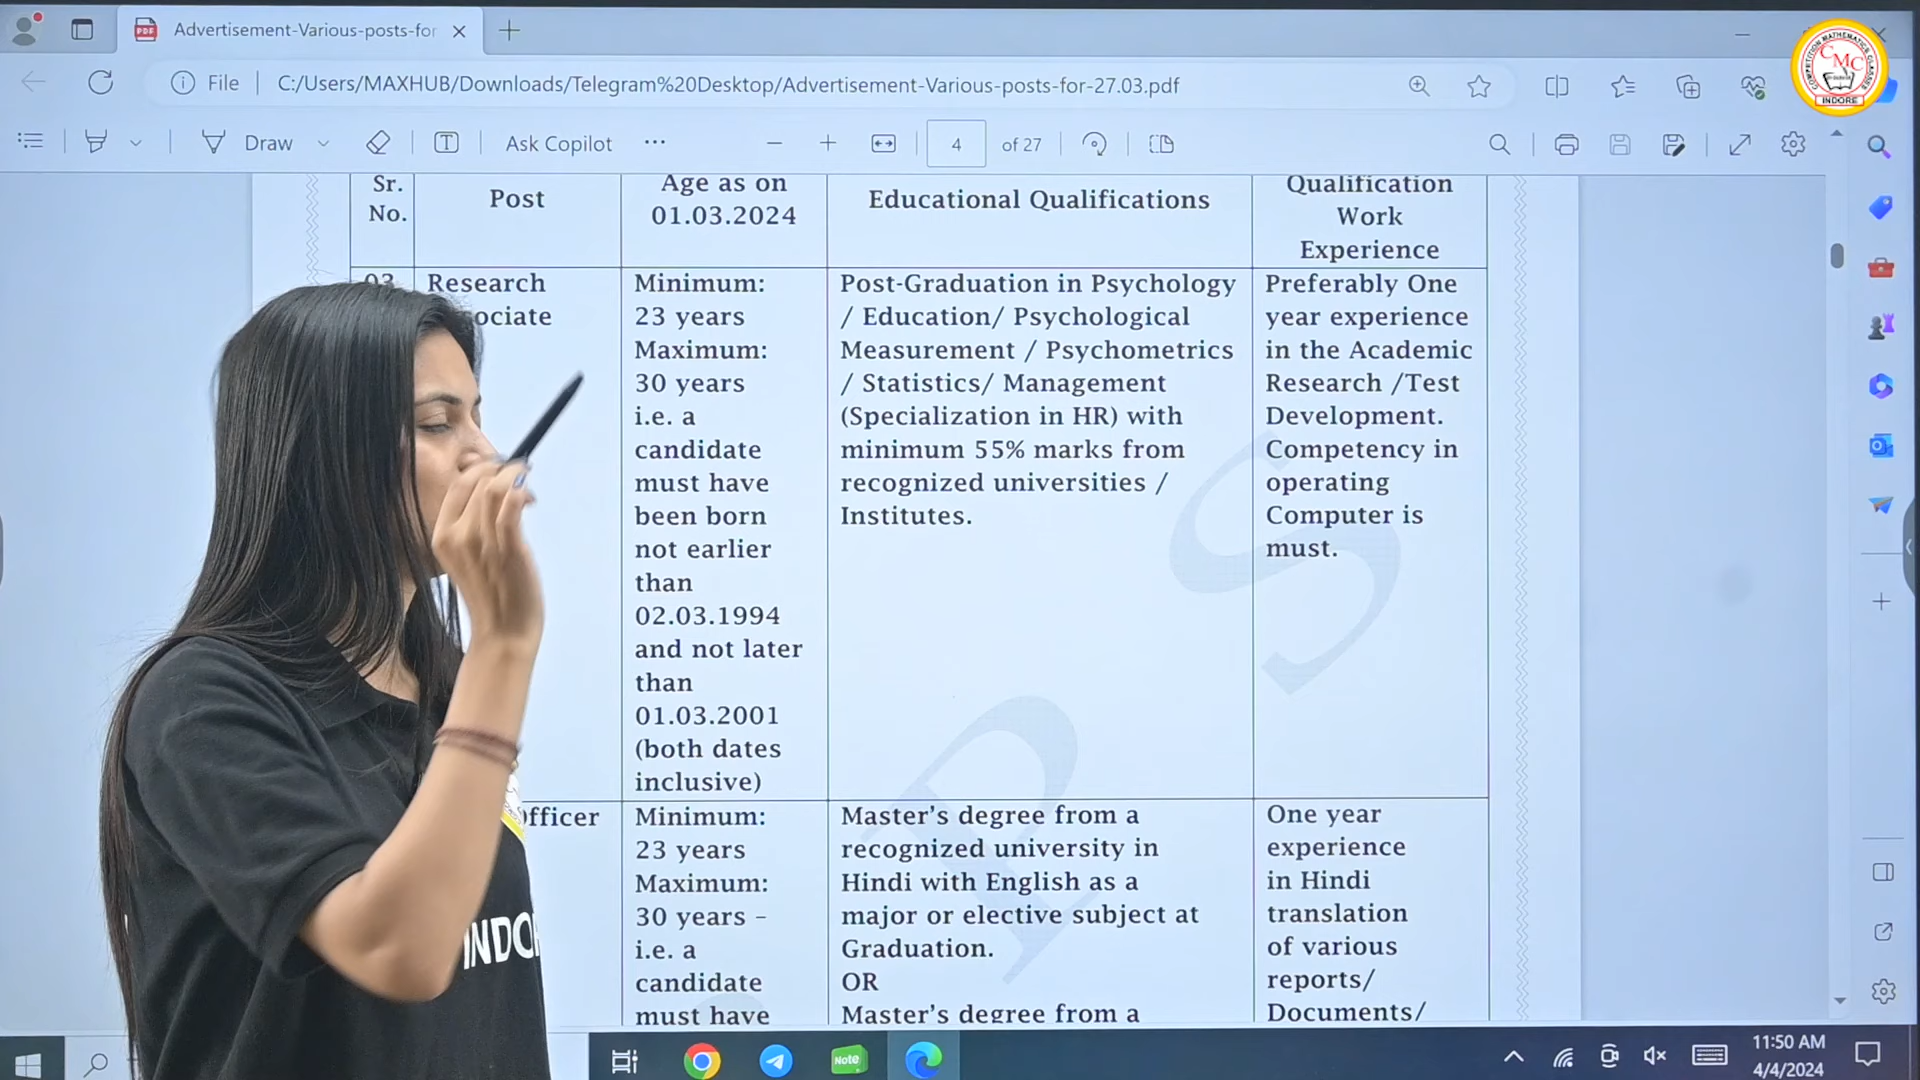 Advertisement-Various-posts-for
File
C:/Users/MAXHUB/Downloads/Telegram%20Desktop/Advertisement-Various-posts-for-27.03.pdf
COMPETITION MATHEMATICS CLASSES
CMC
INDORE
Draw
Ask Copilot
4
of 27
Sr.
No.
Post
Age as on
01.03.2024
Educational Qualifications
Qualification
Work
Experience
03
Research
ociate
Minimum:
23 years
Maximum:
30 years
i.e. a
candidate
must have
been born
not earlier
than
02.03.1994
and not later
than
01.03.2001
(both dates
inclusive)
Post-Graduation in Psychology
/ Education/ Psychological
Measurement / Psychometrics
/ Statistics/ Management
(Specialization in HR) with
minimum 55% marks from
recognized universities /
Institutes.
Preferably One
year experience
in the Academic
Research /Test
Development.
Competency in
operating
Computer is
must.
fficer
Minimum:
23 years
Maximum:
30 years –
i.e. a
candidate
must have
Master's degree from a
recognized university in
Hindi with English as a
major or elective subject at
Graduation.
OR
Master's degree from a
One year
experience
in Hindi
translation
of various
reports/
Documents/
P S
INDO
Note
11:50 AM
4/4/2024